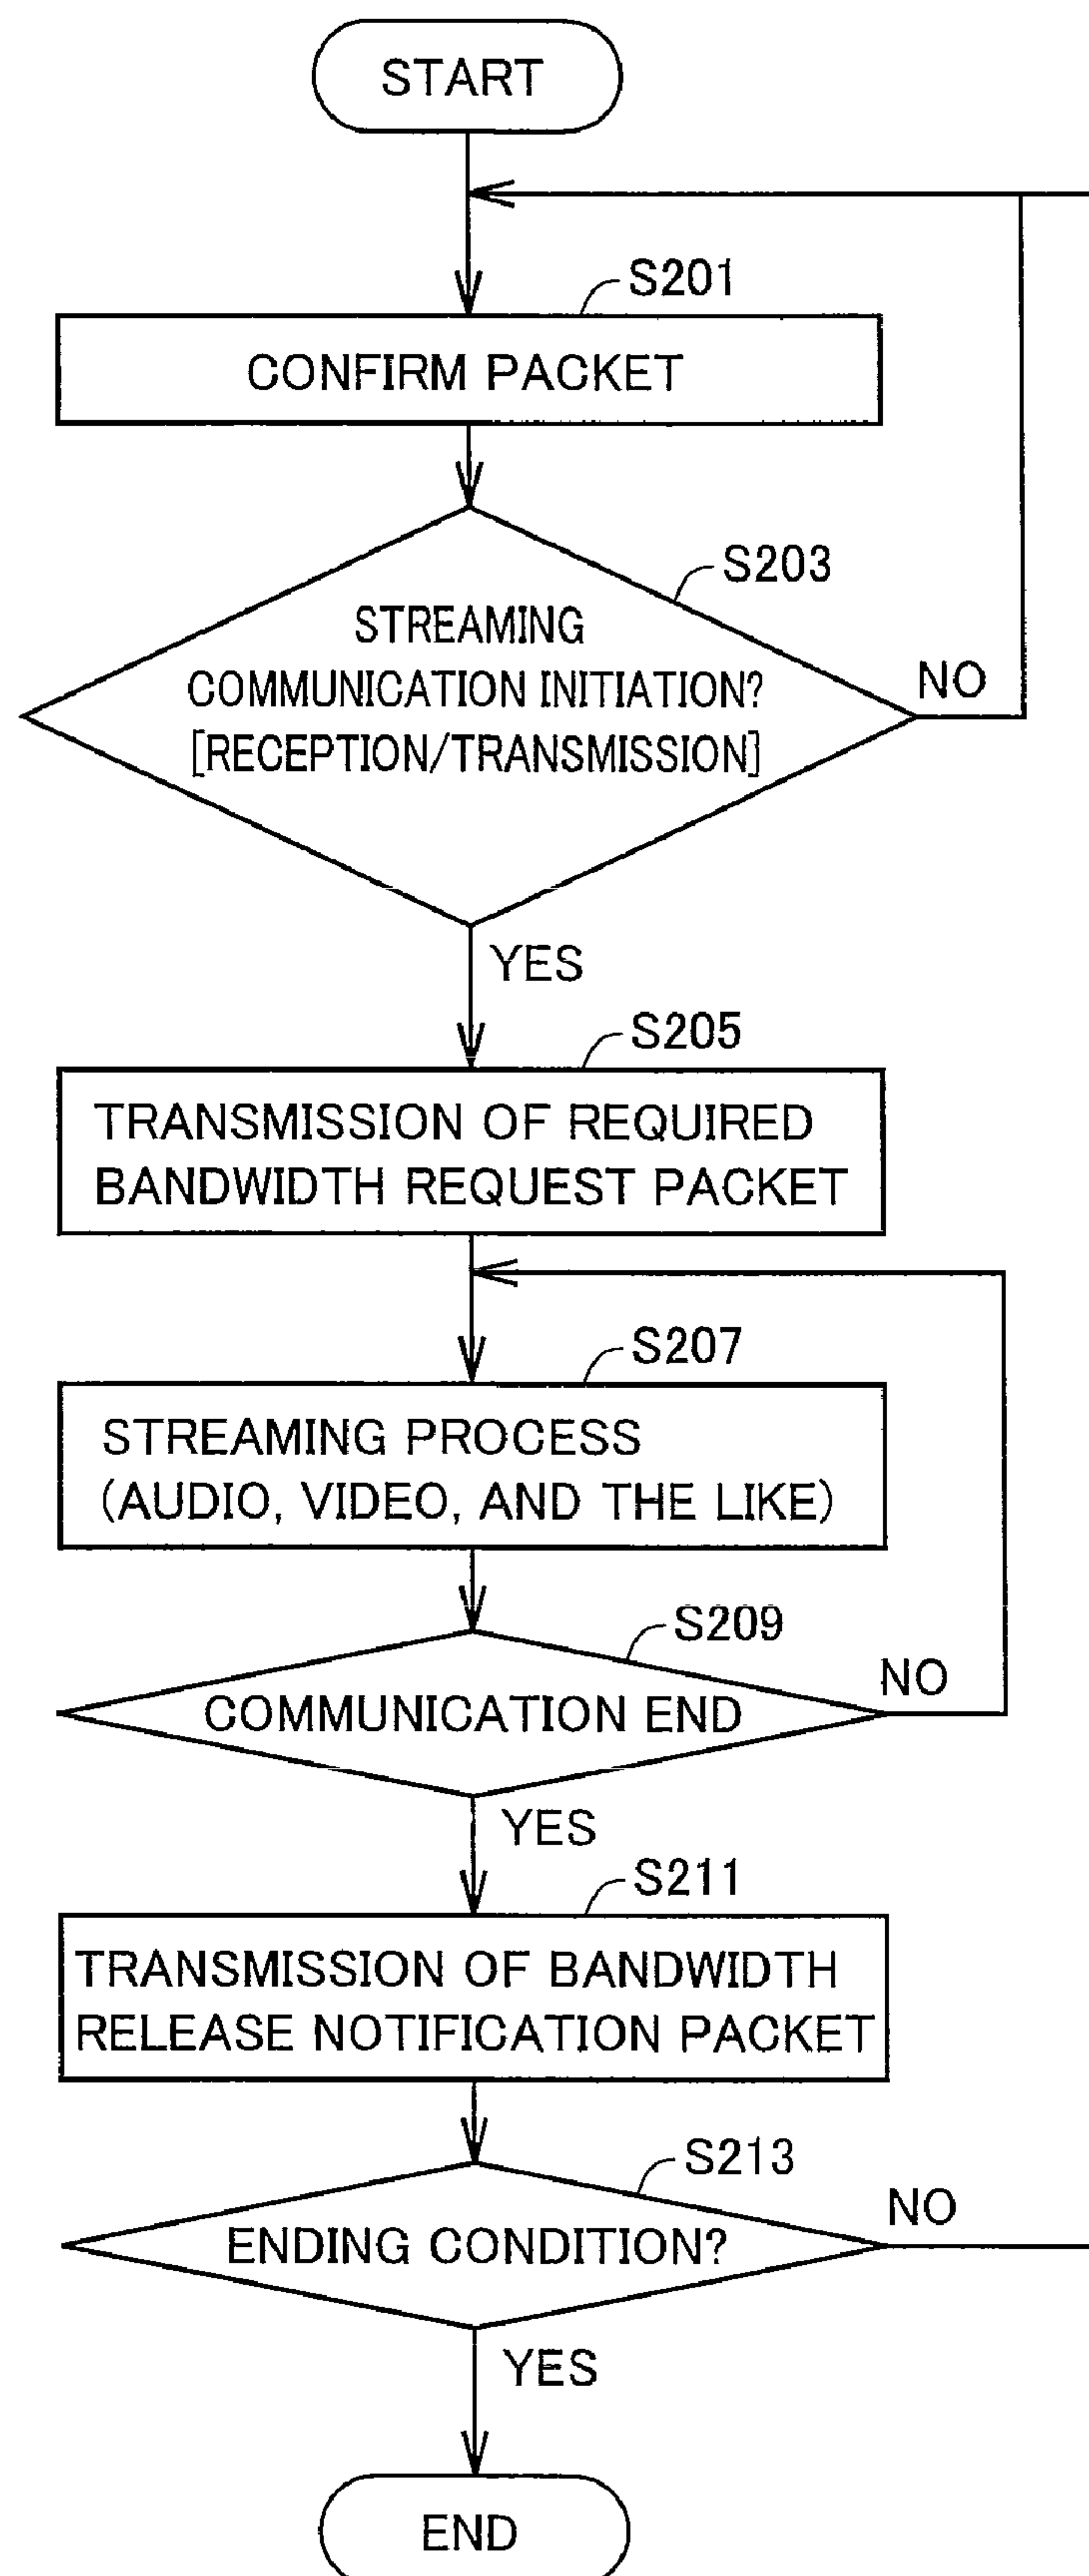 START
S201
CONFIRM PACKET
S203
STREAMING
COMMUNICATION INITIATION?
[RECEPTION/TRANSMISSION]
NO
YES
S205
TRANSMISSION OF REQUIRED
BANDWIDTH REQUEST PACKET
S207
STREAMING PROCESS
(AUDIO, VIDEO, AND THE LIKE)
S209
COMMUNICATION END
NO
YES
S211
TRANSMISSION OF BANDWIDTH
RELEASE NOTIFICATION PACKET
S213
ENDING CONDITION?
NO
YES
END